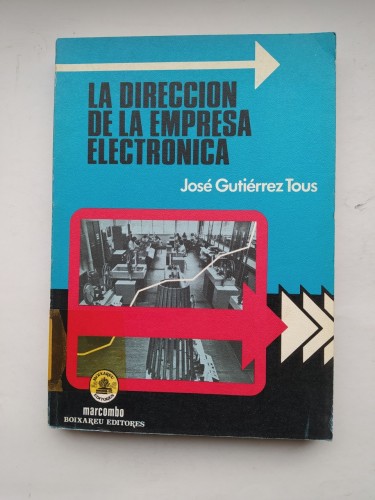 LA DIRECCION
DE LA EMPRESA
ELECTRONICA
José Gutiérrez Tous
marcombo
BOIXAREU EDITORES